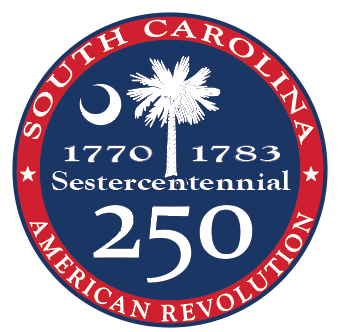 SOUTH CAROLINA
1770 1783
Sestercentennial
250
AMERICAN REVOLUTION